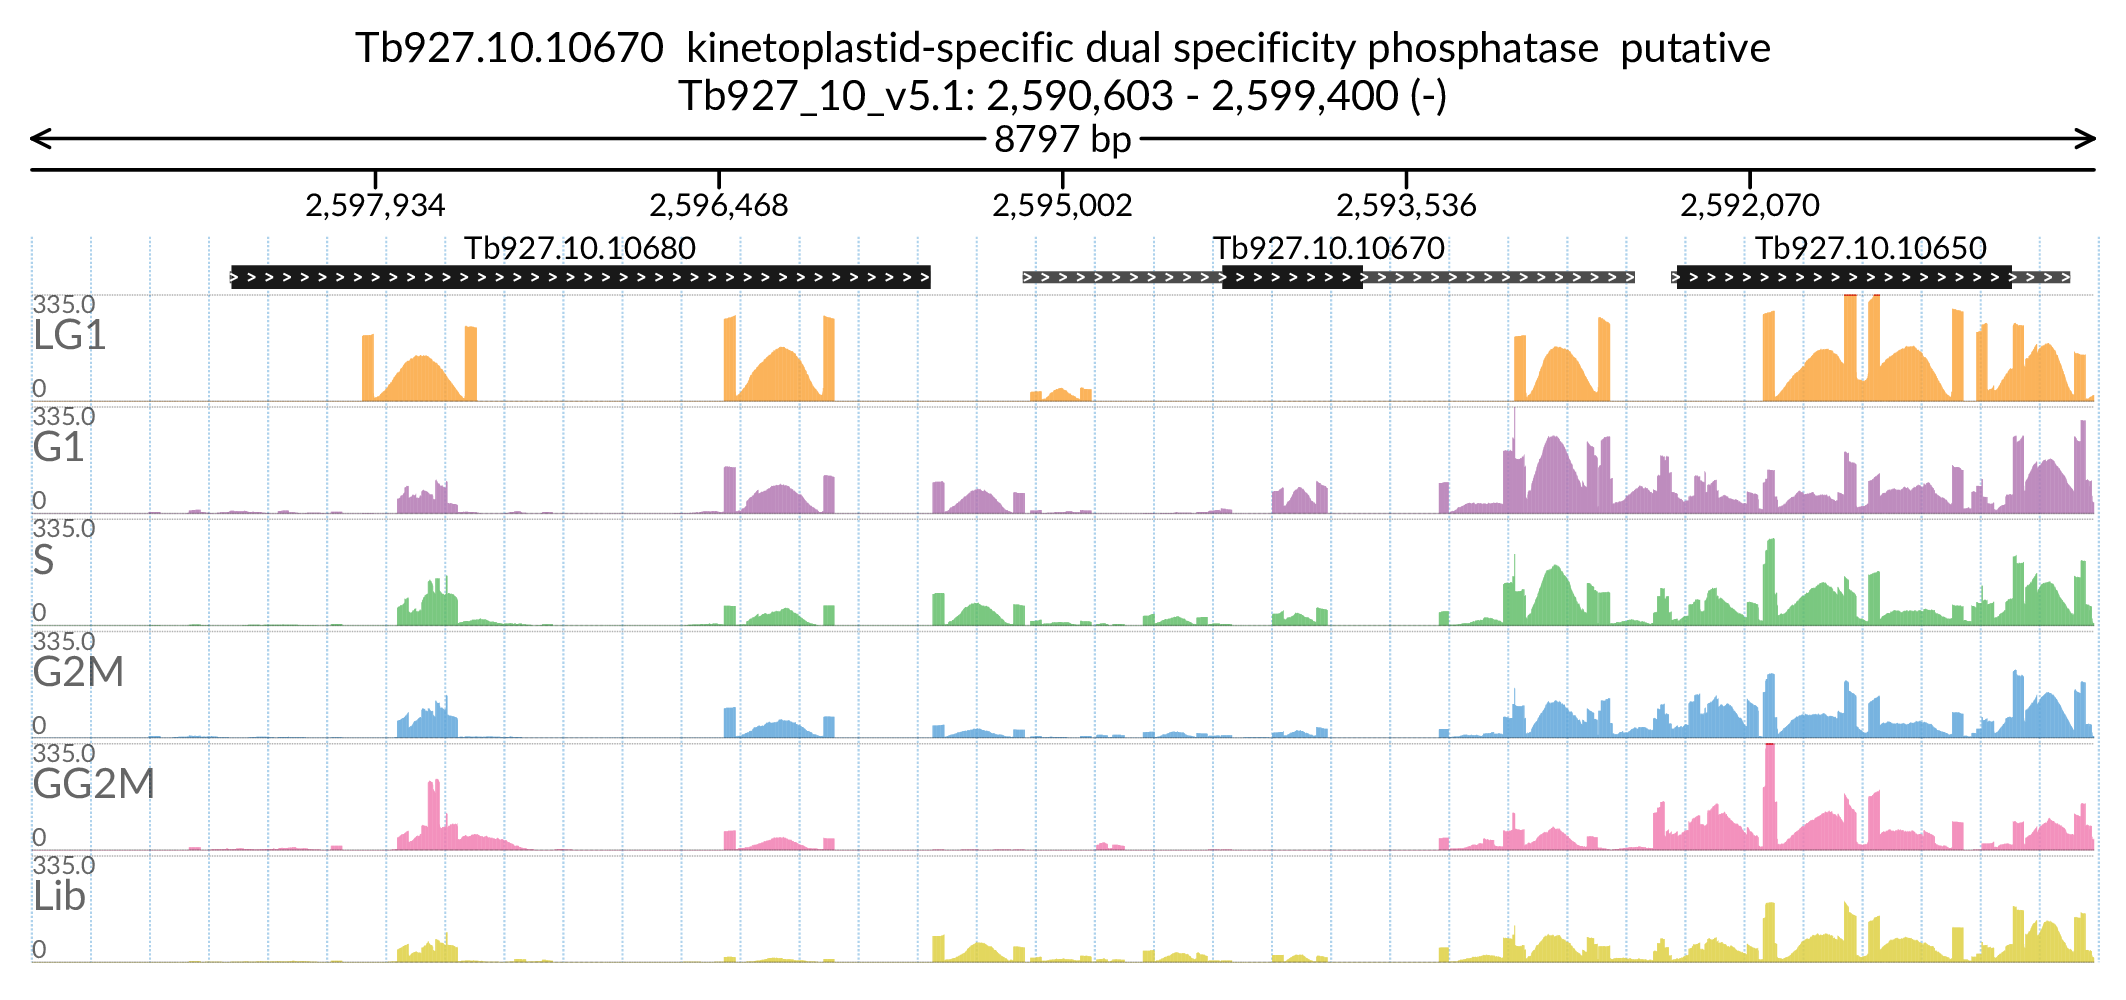 Tb927.10.10670  kinetoplastid-specific dual specificity phosphatase  putative
Tb927_10_v5.1: 2,590,603 - 2,599,400 (-)
8797 bp
2,597,934 2,596,468 2,595,002 2,593,536 2,592,070
Tb927.10.10680 Tb927.10.10670 Tb927.10.10650
335.0
LG1
0
335.0
G1
0
335.0
S
0
335.0
G2M
0
335.0
GG2M
0
335.0
Lib
0